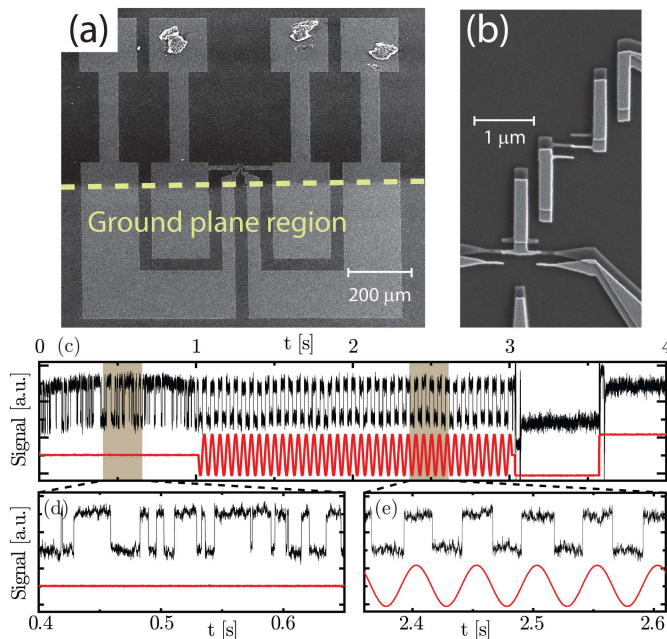 (a)
(b)
1 μm
Ground plane region
200 μm
0 1 2 3 4
t [s]
(c)
Signal [a.u.]
(d)
(e)
Signal [a.u.]
0.4 0.5 0.6
t [s]
2.4 2.5 2.6
t [s]